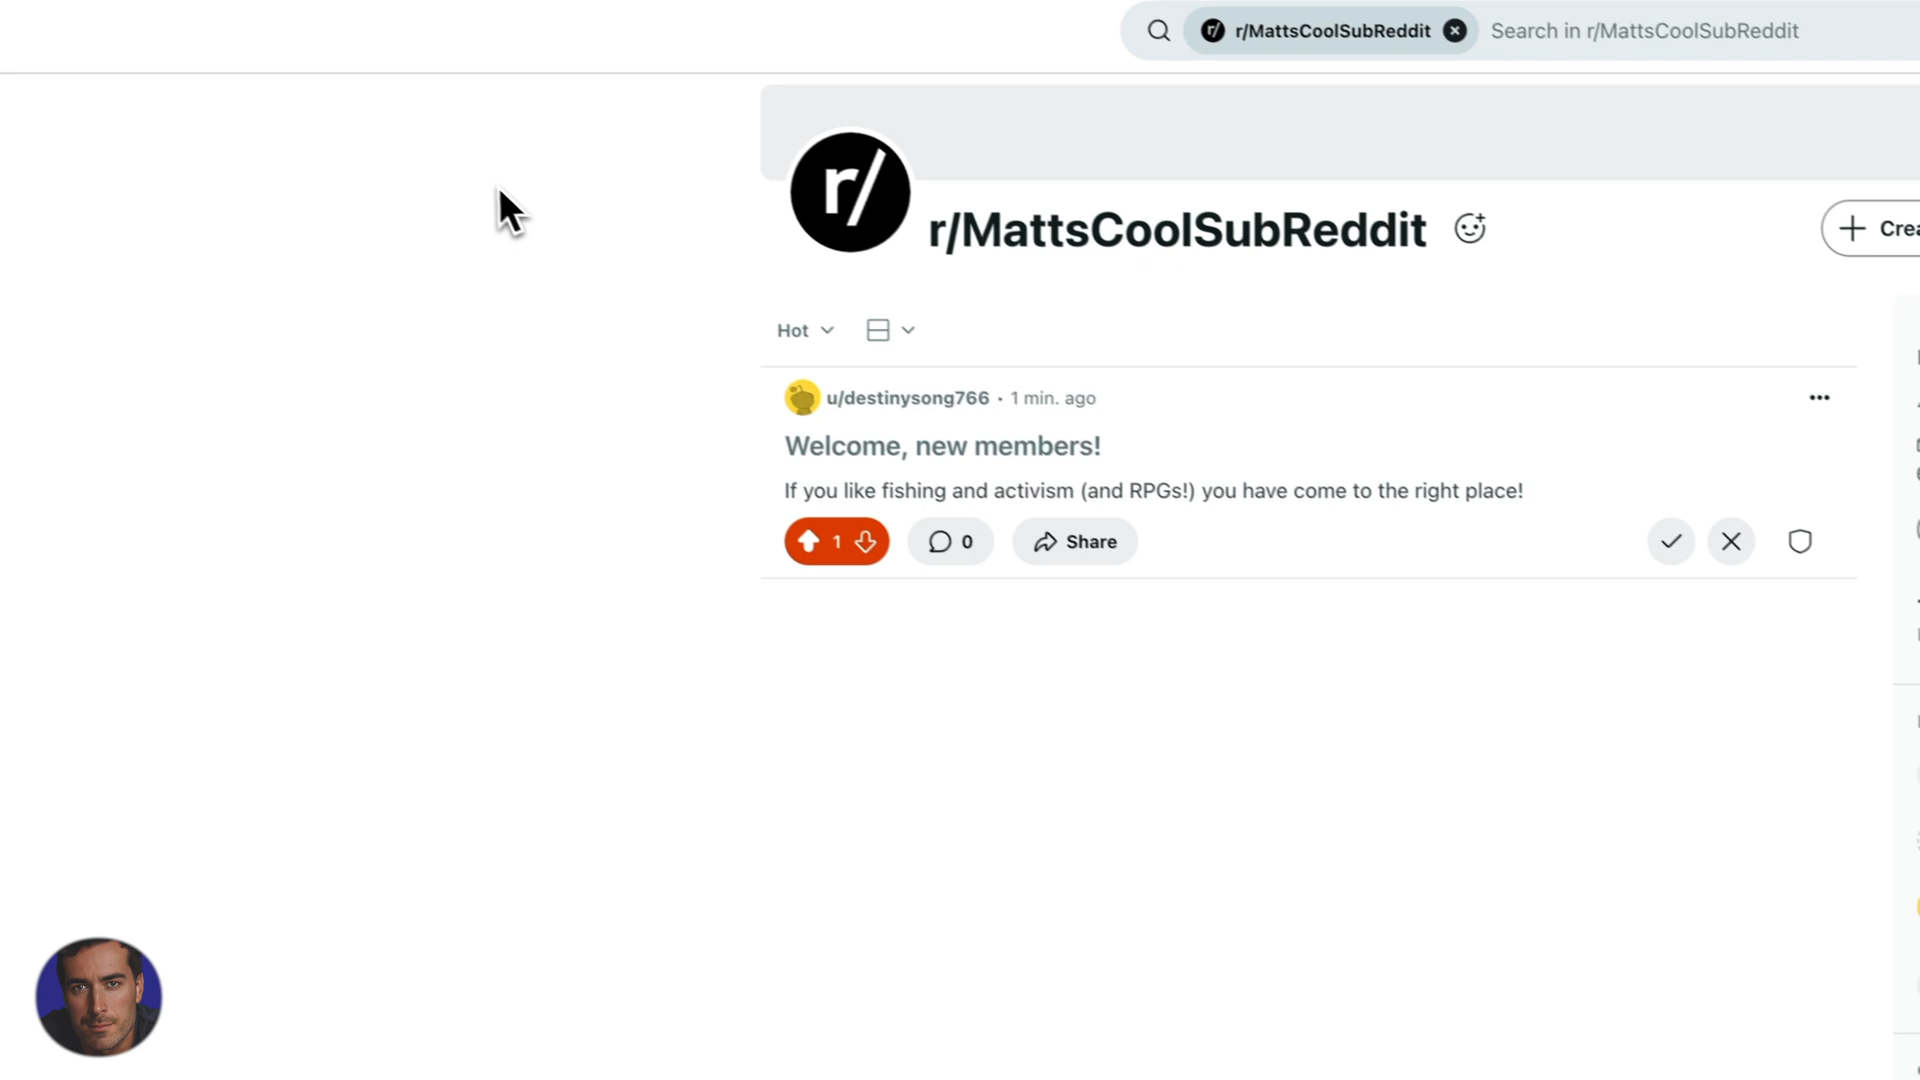 r/MattsCoolSubReddit Search in r/MattsCoolSubReddit
r/
r/MattsCoolSubReddit
Hot
u/destinysong766 • 1 min. ago
Welcome, new members!
If you like fishing and activism (and RPGs!) you have come to the right place!
1 0 Share